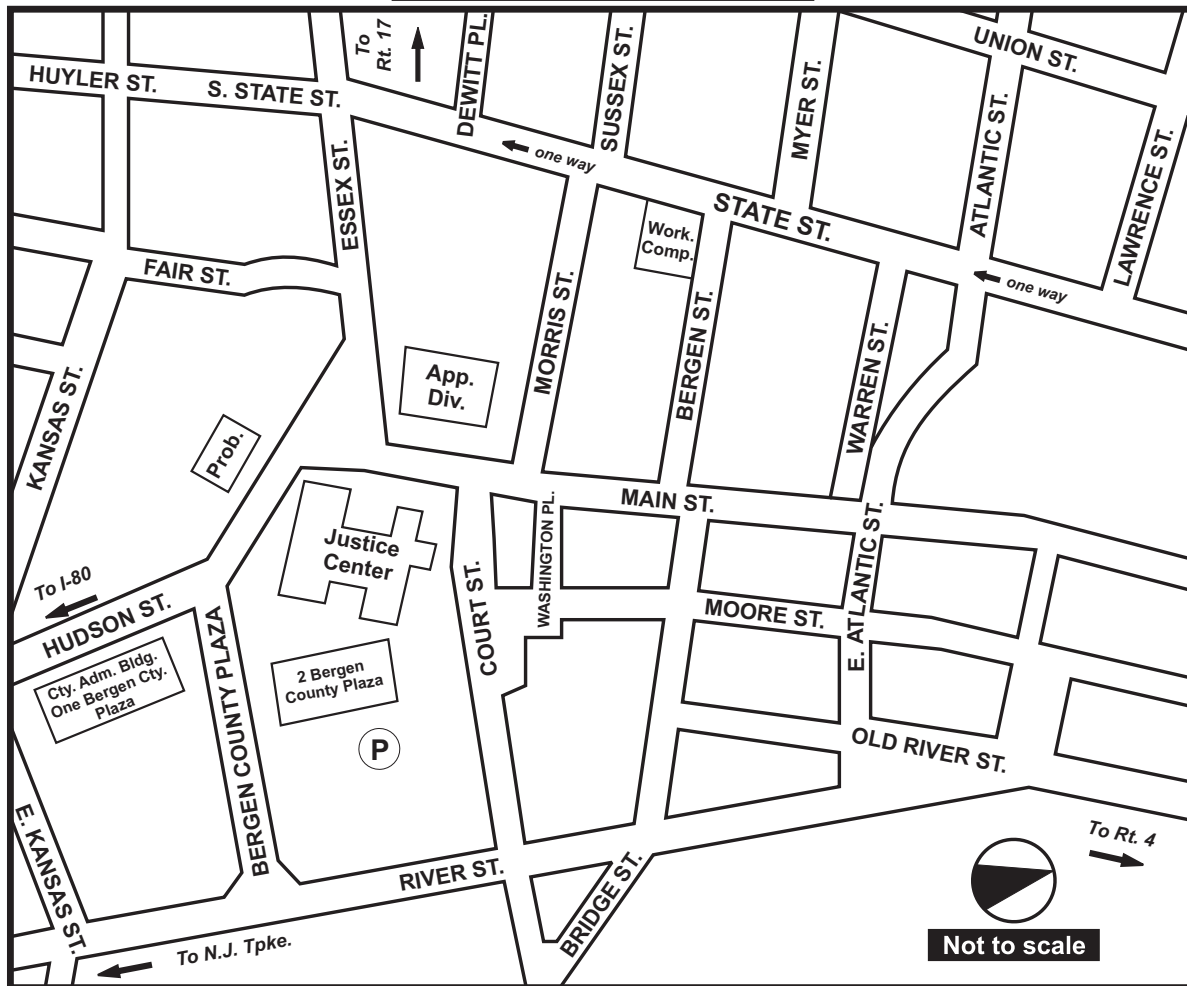 To
Rt. 17
DEWITT PL.
SUSSEX ST.
MYER ST.
UNION ST.
ATLANTIC ST.
LAWRENCE ST.
HUYLER ST.
S. STATE ST.
one way
ESSEX ST.
STATE ST.
Work.
Comp.
FAIR ST.
one way
MORRIS ST.
BERGEN ST.
WARREN ST.
App.
Div.
KANSAS ST.
Prob.
MAIN ST.
WASHINGTON PL.
Justice
Center
COURT ST.
E. ATLANTIC ST.
To I-80
HUDSON ST.
MOORE ST.
BERGEN COUNTY PLAZA
Cty. Adm. Bldg.
One Bergen Cty.
Plaza
2 Bergen
County Plaza
P
OLD RIVER ST.
E. KANSAS ST.
RIVER ST.
BRIDGE ST.
To Rt. 4
To N.J. Tpke.
Not to scale